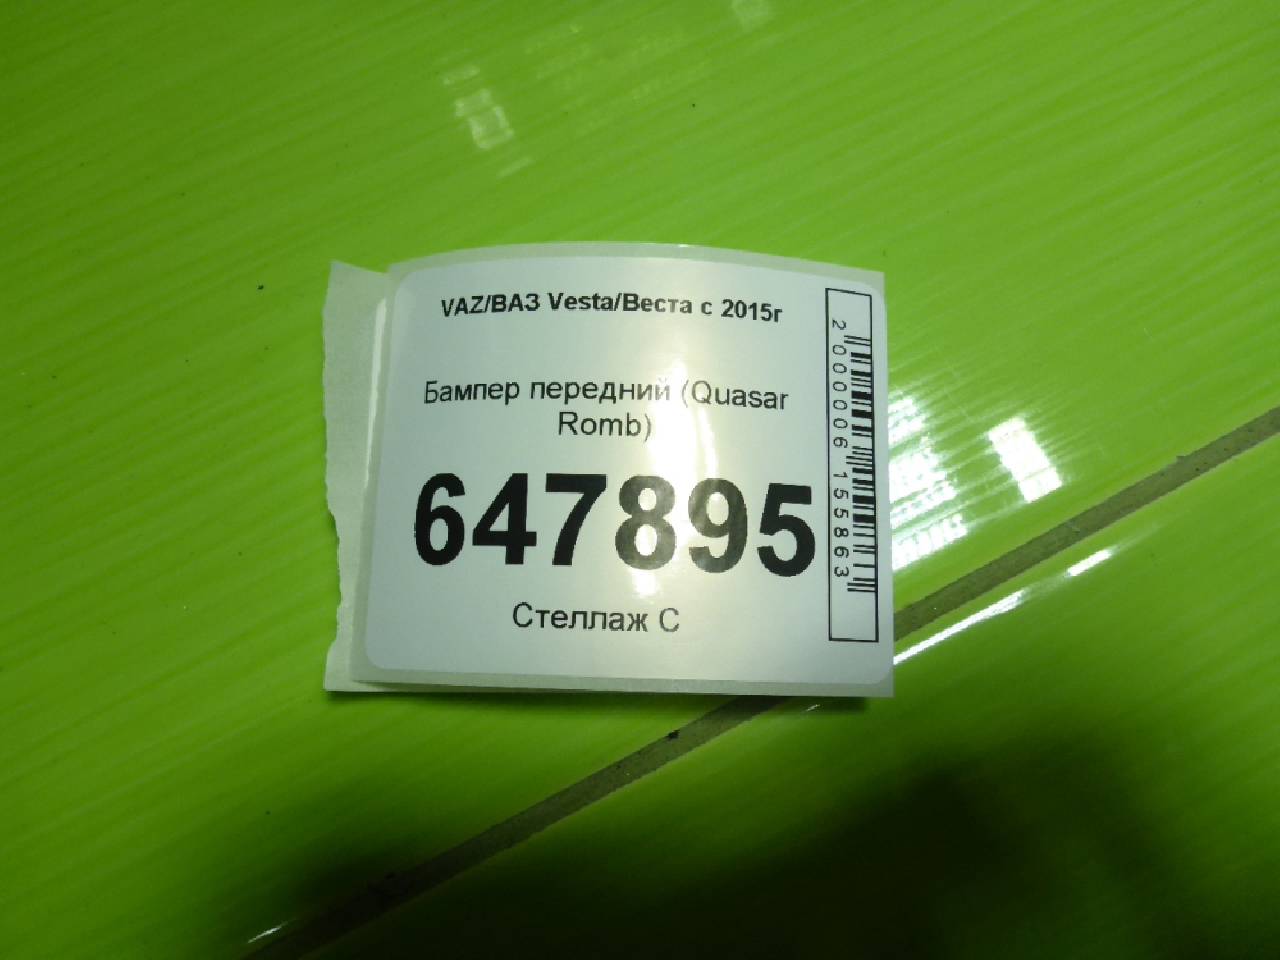 VAZ/ВАЗ Vesta/Веста с 2015г
Бампер передний (Quasar
Romb)
647895
Стеллаж С
2000006155863